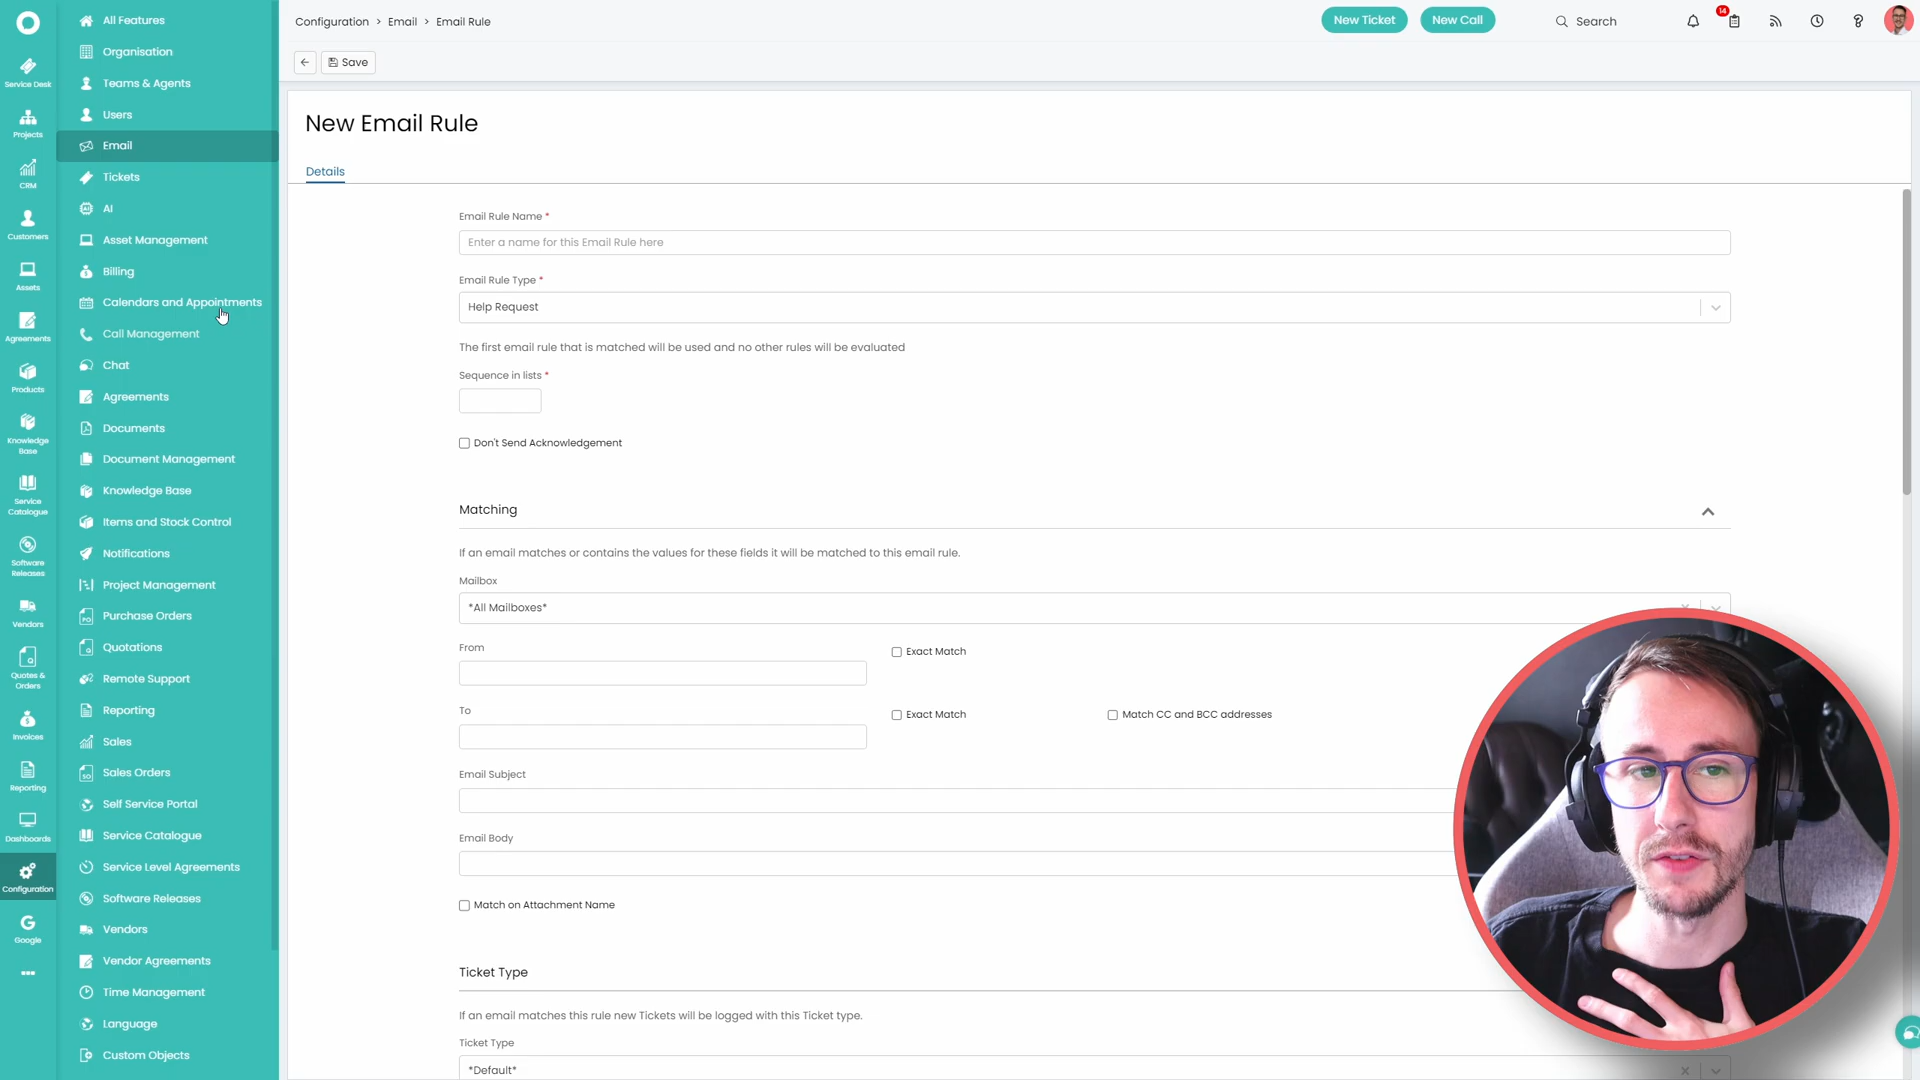 Service Desk
Projects
CRM
Customers
Assets
Agreements
Products
Knowledge
Base
Service
Catalogue
Software
Releases
Vendors
Quotes &
Orders
Invoices
Reporting
Dashboards
Configuration
Google
All Features
Organisation
Teams & Agents
Users
Email
Tickets
AI
Asset Management
Billing
Calendars and Appointments
Call Management
Chat
Agreements
Documents
Document Management
Knowledge Base
Items and Stock Control
Notifications
Project Management
Purchase Orders
Quotations
Remote Support
Reporting
Sales
Sales Orders
Self Service Portal
Service Catalogue
Service Level Agreements
Software Releases
Vendors
Vendor Agreements
Time Management
Language
Custom Objects
Configuration > Email > Email Rule
New Ticket
New Call
Search
14
Save
New Email Rule
Details
Email Rule Name *
Enter a name for this Email Rule here
Email Rule Type *
Help Request
The first email rule that is matched will be used and no other rules will be evaluated
Sequence in lists *
Don't Send Acknowledgement
Matching
If an email matches or contains the values for these fields it will be matched to this email rule.
Mailbox
*All Mailboxes*
From
Exact Match
To
Exact Match
Match CC and BCC addresses
Email Subject
Email Body
Match on Attachment Name
Ticket Type
If an email matches this rule new Tickets will be logged with this Ticket type.
Ticket Type
*Default*